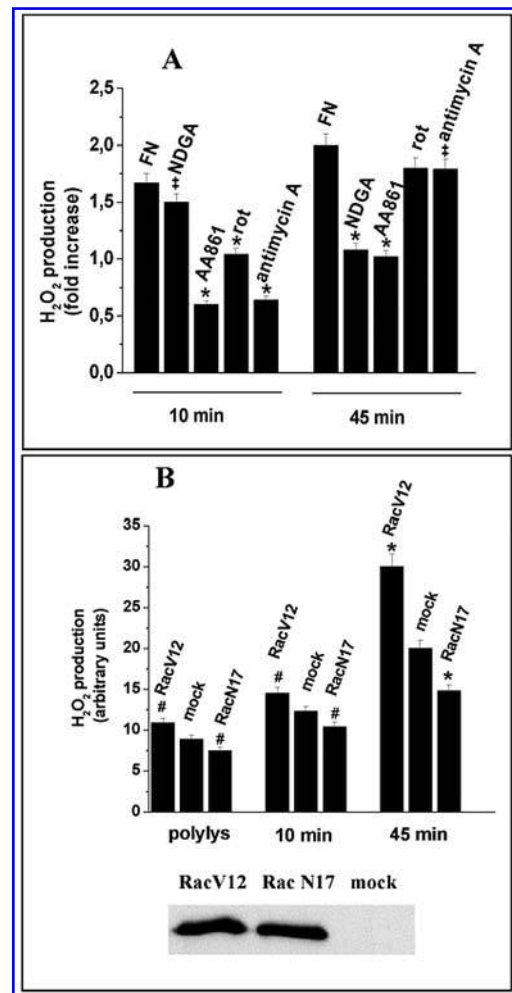 A
H₂O₂ production
(fold increase)
2,5
2,0
1,5
1,0
0,5
0,0
FN
‡NDGA
* AA861
*rot
*antimycin A
FN
*NDGA
*AA861
rot
‡antimycin A
10 min
45 min
B
H₂O₂ production
(arbitrary units)
35
30
25
20
15
10
5
0
# RacV12
mock
# RacN17
# RacV12
mock
# RacN17
* RacV12
mock
* RacN17
polylys
10 min
45 min
RacV12 Rac N17 mock